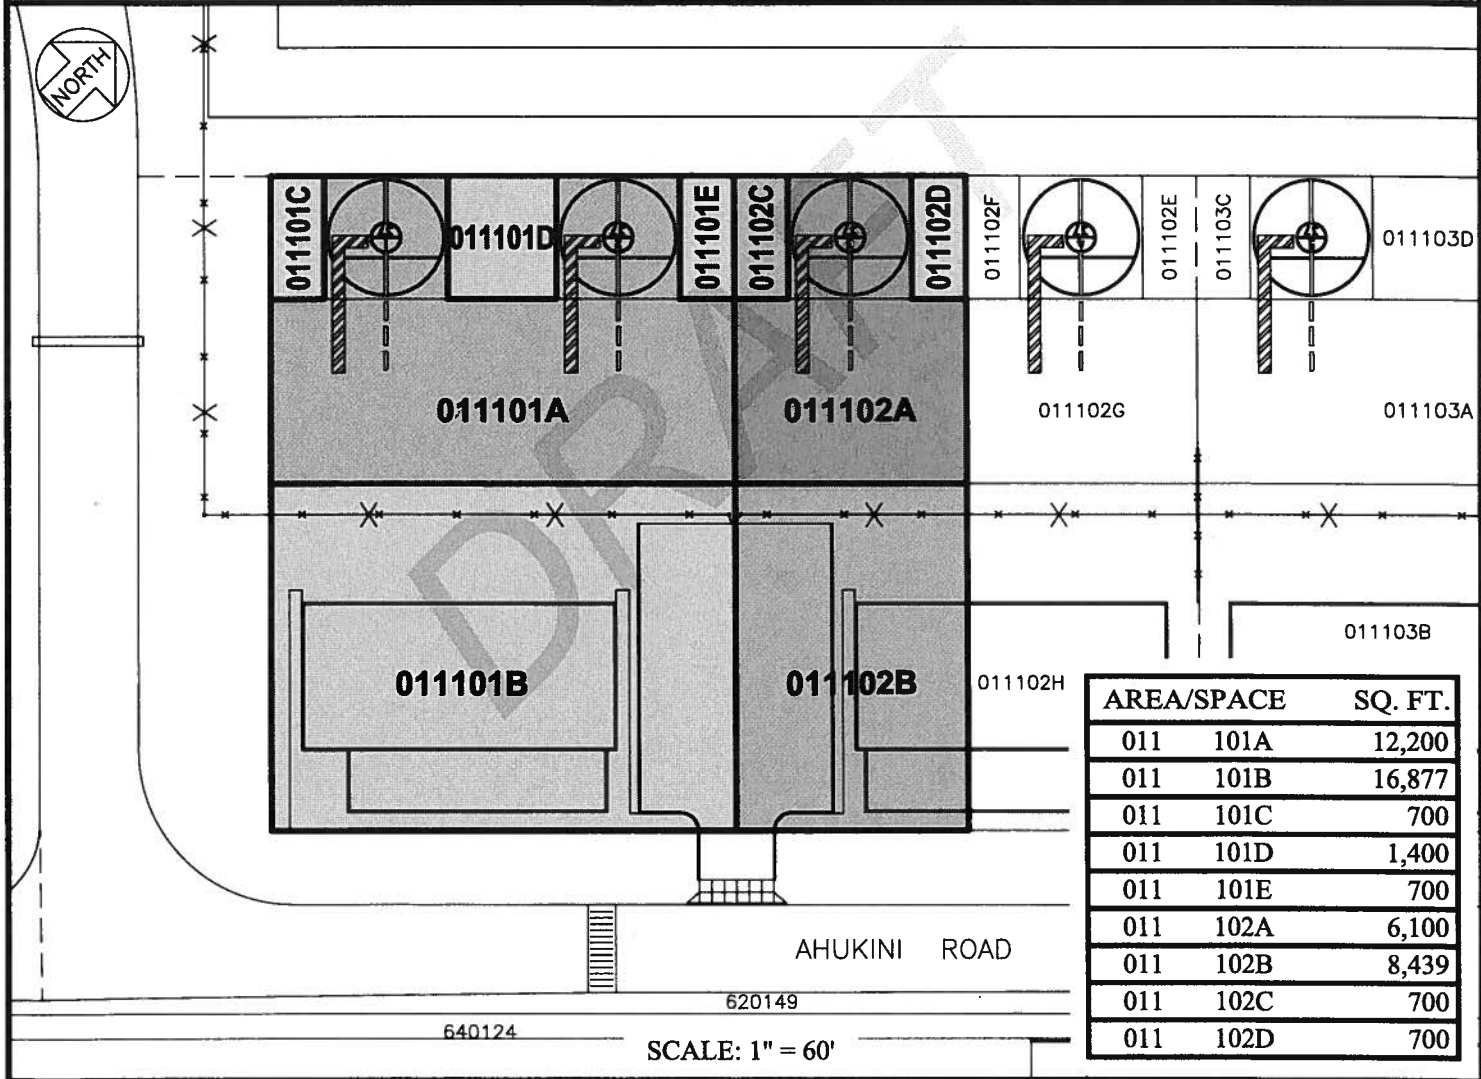 NORTH
011101C
011101D
011101E
011102C
011102D
011102F
011102E
011103C
011103D
011101A
011102A
011102G
011103A
DRAFT
011103B
011101B
011102B
011102H
AREA/SPACE SQ. FT.
011 101A 12,200
011 101B 16,877
011 101C 700
011 101D 1,400
011 101E 700
011 102A 6,100
011 102B 8,439
011 102C 700
011 102D 700
AHUKINI ROAD
620149
640124
SCALE: 1" = 60'